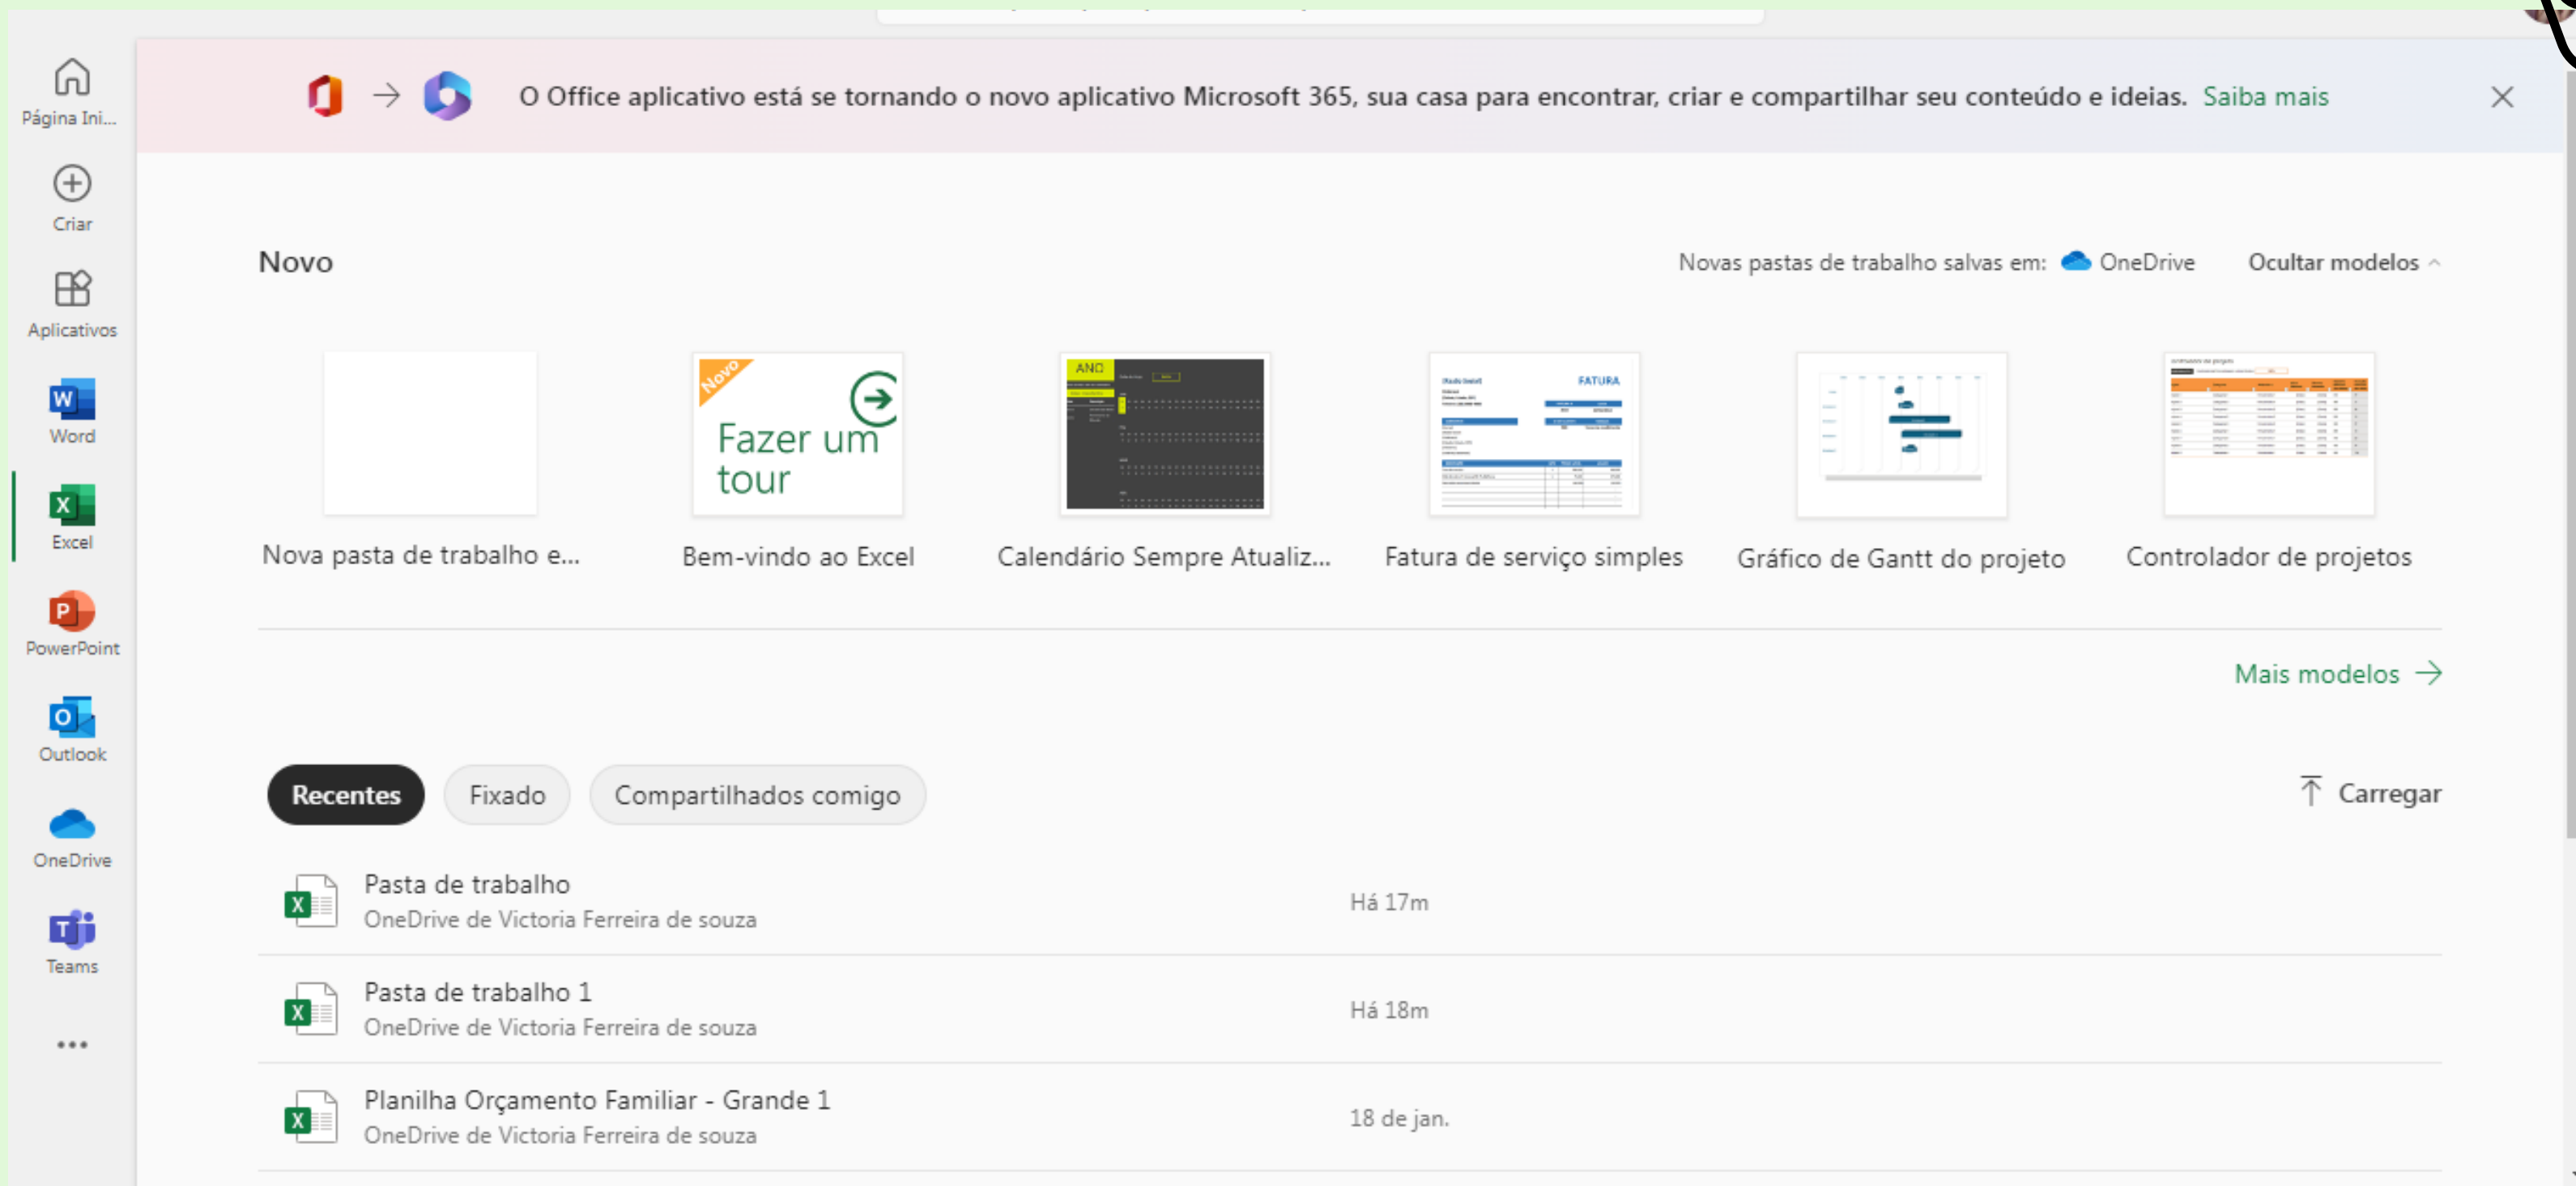 O Office aplicativo está se tornando o novo aplicativo Microsoft 365, sua casa para encontrar, criar e compartilhar seu conteúdo e ideias. Saiba mais
Página Ini...
Criar
Aplicativos
Word
Excel
PowerPoint
Outlook
OneDrive
Teams
Novo
Novas pastas de trabalho salvas em: OneDrive
Ocultar modelos
Novo
Fazer um
tour
ANO
FATURA
Nova pasta de trabalho e...
Bem-vindo ao Excel
Calendário Sempre Atualiz...
Fatura de serviço simples
Gráfico de Gantt do projeto
Controlador de projetos
Mais modelos
Recentes
Fixado
Compartilhados comigo
Carregar
Pasta de trabalho
OneDrive de Victoria Ferreira de souza
Há 17m
Pasta de trabalho 1
OneDrive de Victoria Ferreira de souza
Há 18m
Planilha Orçamento Familiar - Grande 1
OneDrive de Victoria Ferreira de souza
18 de jan.